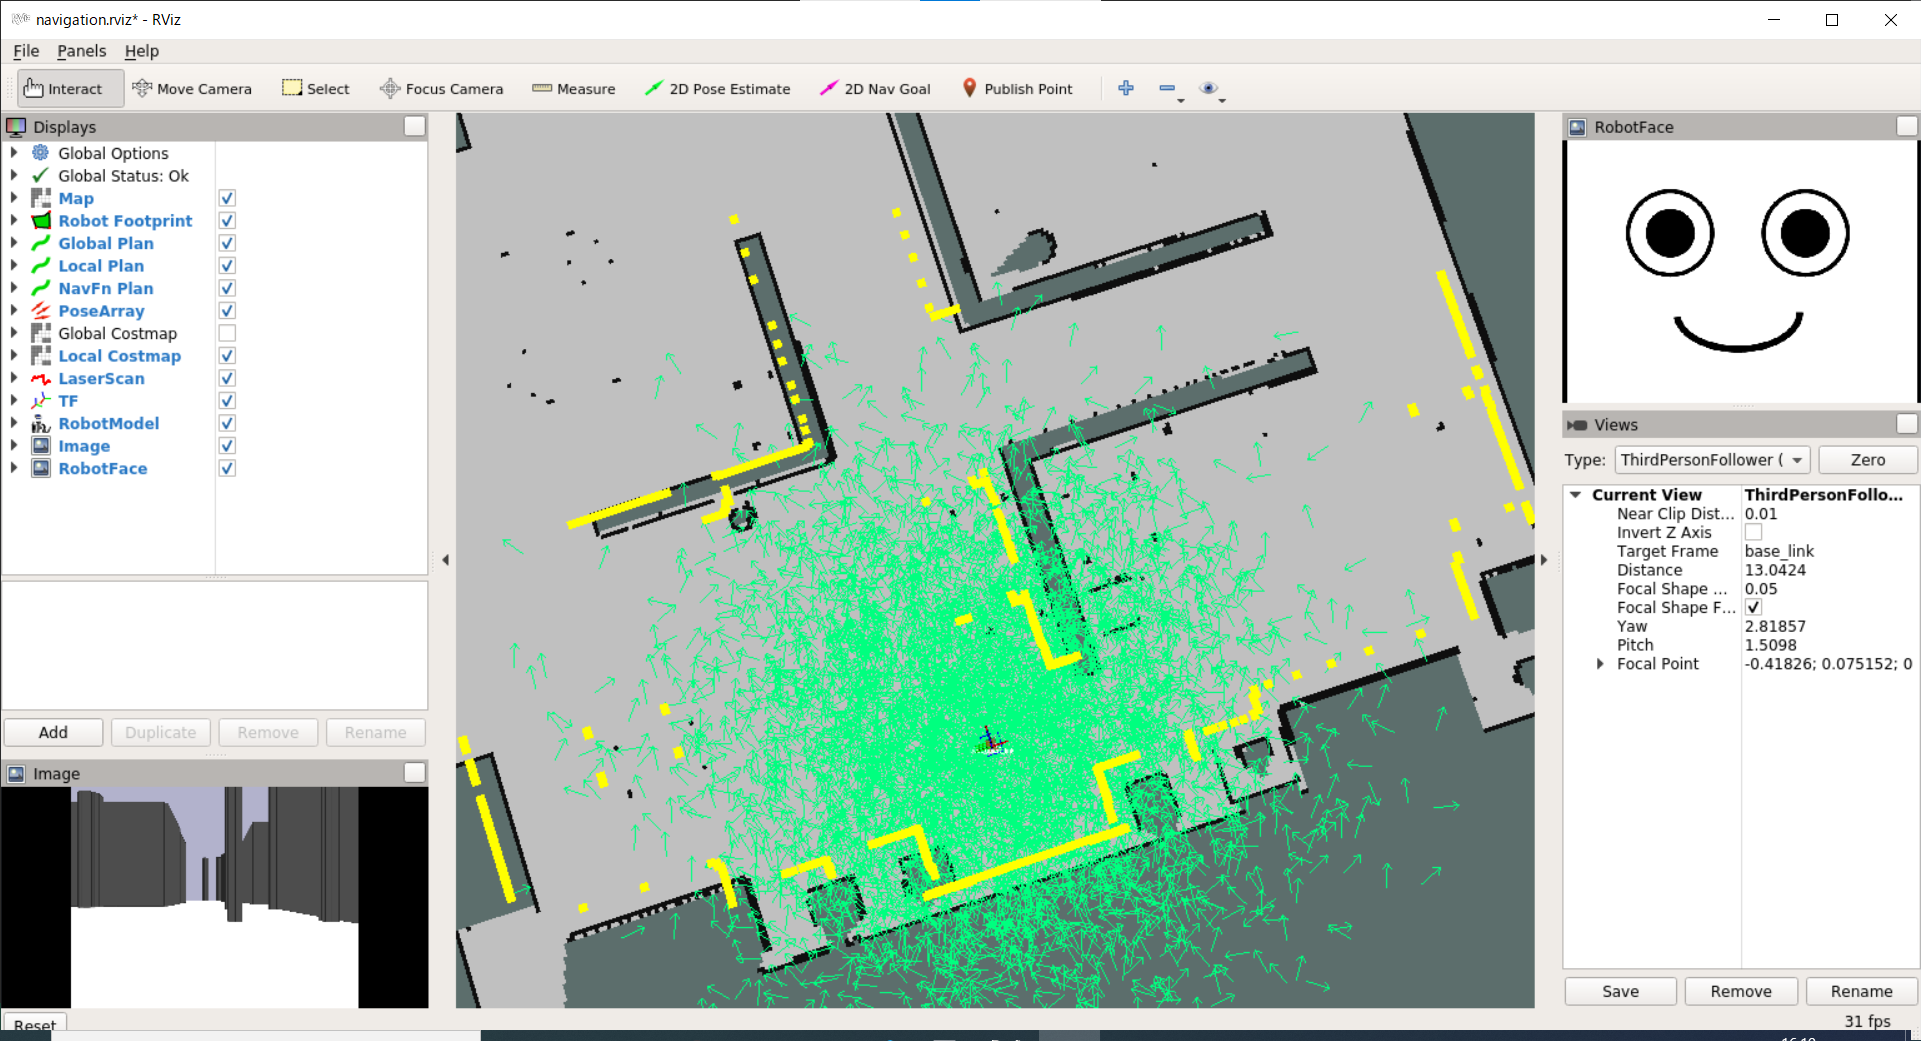 navigation.rviz* - RViz
File Panels Help
Interact Move Camera Select Focus Camera Measure 2D Pose Estimate 2D Nav Goal Publish Point
Displays
Global Options
Global Status: Ok
Map
Robot Footprint
Global Plan
Local Plan
NavFn Plan
PoseArray
Global Costmap
Local Costmap
LaserScan
TF
RobotModel
Image
RobotFace
Add Duplicate Remove Rename
Image
Reset
RobotFace
Views
Type: ThirdPersonFollower ( Zero
Current View ThirdPersonFollo...
Near Clip Dist... 0.01
Invert Z Axis
Target Frame base_link
Distance 13.0424
Focal Shape ... 0.05
Focal Shape F...
Yaw 2.81857
Pitch 1.5098
Focal Point -0.41826; 0.075152; 0
Save Remove Rename
31 fps